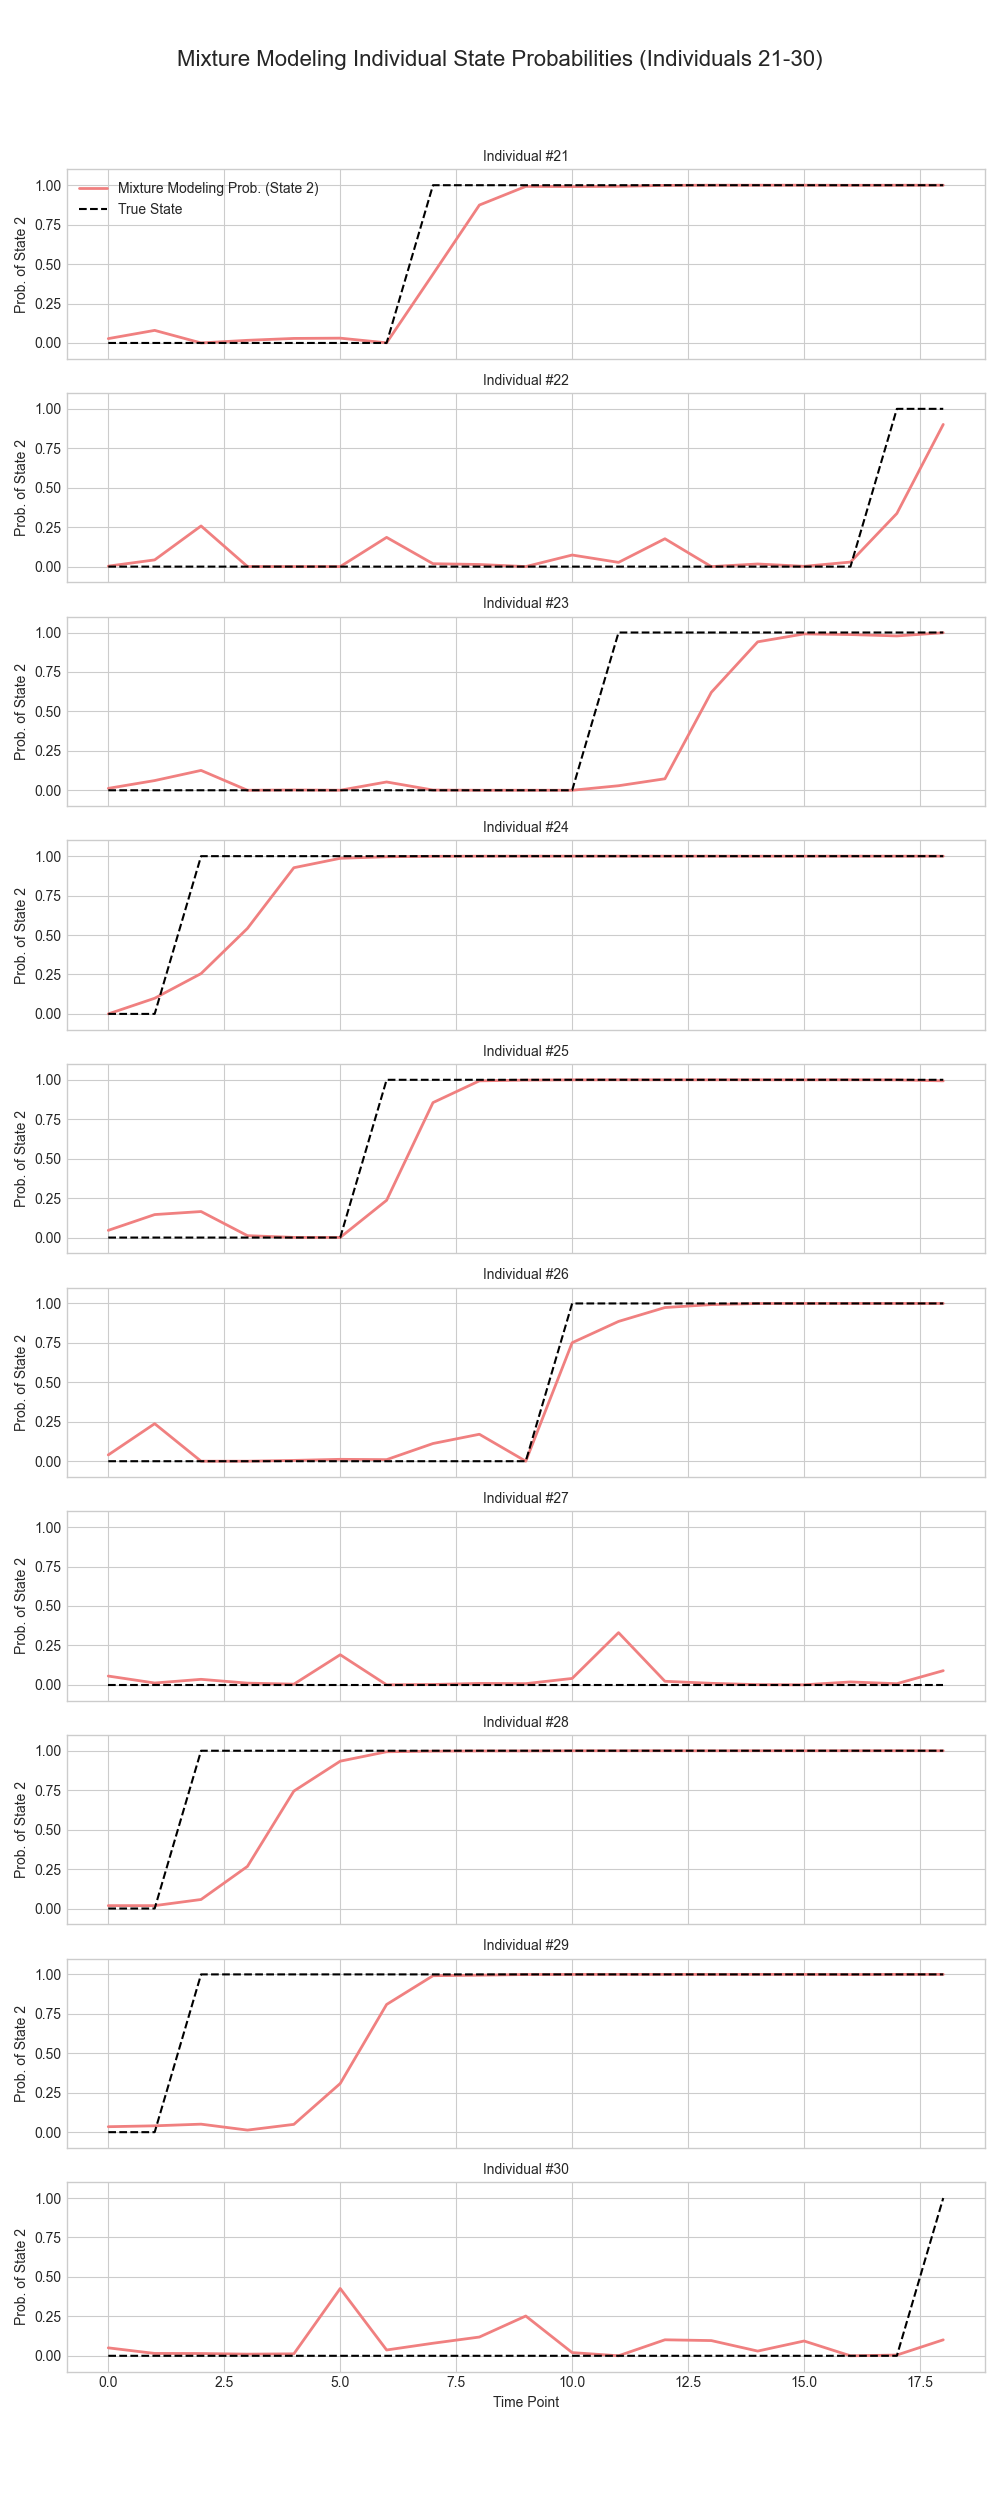 Mixture Modeling Individual State Probabilities (Individuals 21-30)
Individual #21
Mixture Modeling Prob. (State 2)
True State
Prob. of State 2
1.00
0.75
0.50
0.25
0.00
Individual #22
Prob. of State 2
1.00
0.75
0.50
0.25
0.00
Individual #23
Prob. of State 2
1.00
0.75
0.50
0.25
0.00
Individual #24
Prob. of State 2
1.00
0.75
0.50
0.25
0.00
Individual #25
Prob. of State 2
1.00
0.75
0.50
0.25
0.00
Individual #26
Prob. of State 2
1.00
0.75
0.50
0.25
0.00
Individual #27
Prob. of State 2
1.00
0.75
0.50
0.25
0.00
Individual #28
Prob. of State 2
1.00
0.75
0.50
0.25
0.00
Individual #29
Prob. of State 2
1.00
0.75
0.50
0.25
0.00
Individual #30
Prob. of State 2
1.00
0.75
0.50
0.25
0.00
0.0 2.5 5.0 7.5 10.0 12.5 15.0 17.5
Time Point